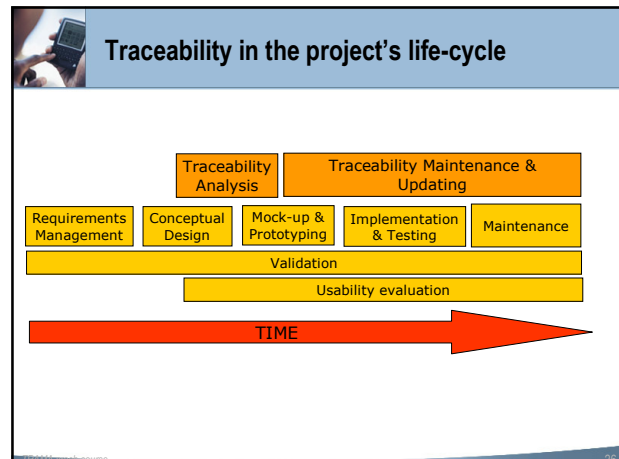 Traceability in the project's life-cycle
Traceability
Analysis
Traceability Maintenance &
Updating
Requirements
Management
Conceptual
Design
Mock-up &
Prototyping
Implementation
& Testing
Maintenance
Validation
Usability evaluation
TIME
26